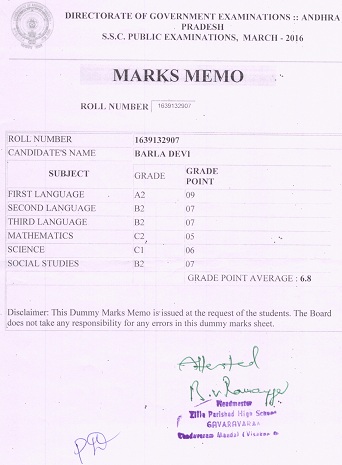 DIRECTORATE OF GOVERNMENT EXAMINATIONS :: ANDHRA
PRADESH
S.S.C. PUBLIC EXAMINATIONS, MARCH - 2016
MARKS MEMO
ROLL NUMBER 1639132907
ROLL NUMBER 1639132907
CANDIDATE'S NAME BARLA DEVI
SUBJECT GRADE GRADE POINT
FIRST LANGUAGE A2 09
SECOND LANGUAGE B2 07
THIRD LANGUAGE B2 07
MATHEMATICS C2 05
SCIENCE C1 06
SOCIAL STUDIES B2 07
GRADE POINT AVERAGE : 6.8
Disclaimer: This Dummy Marks Memo is issued at the request of the students. The Board
does not take any responsibility for any errors in this dummy marks sheet.
Attested
Headmaster
Zilla Parishad High School
GAVARAVARAM